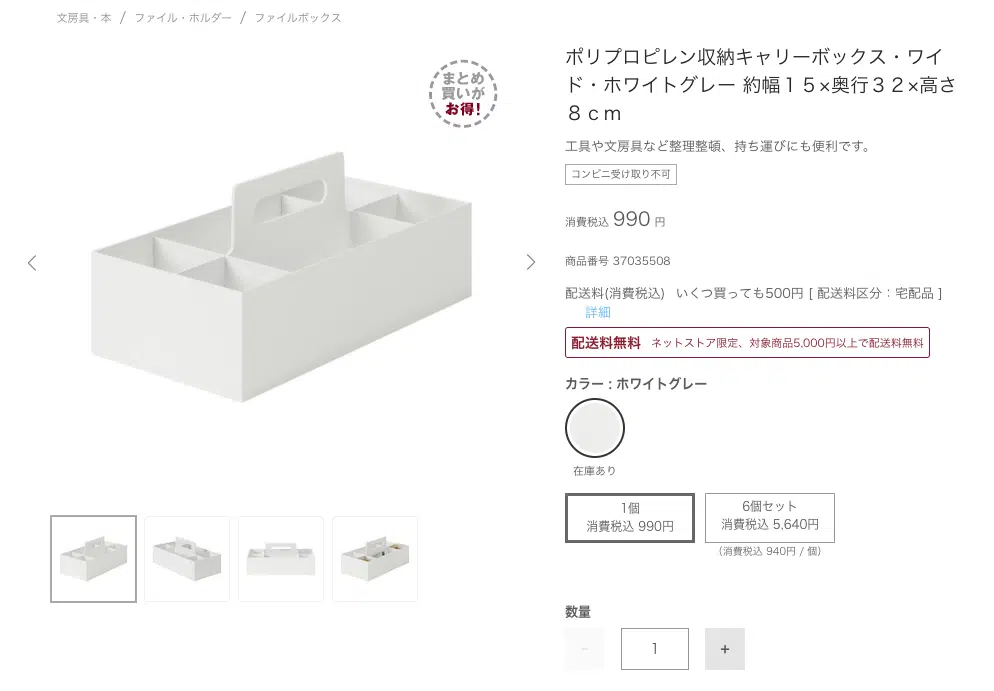 文房具・本 / ファイル・ホルダー / ファイルボックス
まとめ
買いが
お得!
ポリプロピレン収納キャリーボックス・ワイ
ド・ホワイトグレー 約幅１５×奥行３２×高さ
８ｃｍ
工具や文房具など整理整頓、持ち運びにも便利です。
コンビニ受け取り不可
消費税込 990 円
商品番号 37035508
配送料(消費税込) いくつ買っても500円 [ 配送料区分：宅配品 ]
詳細
配送料無料 ネットストア限定、対象商品5,000円以上で配送料無料
カラー : ホワイトグレー
在庫あり
1個
消費税込 990円
6個セット
消費税込 5,640円
（消費税込 940円 / 個）
数量
− 1 +